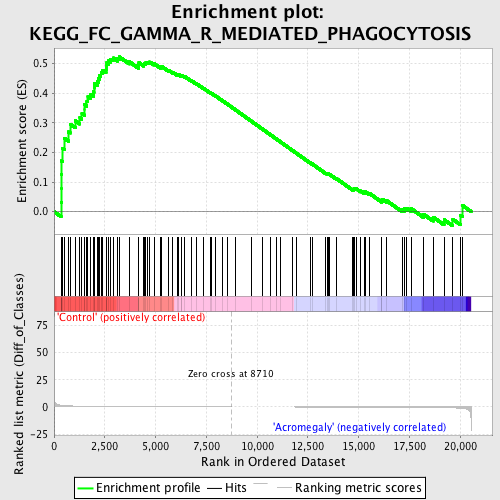 Enrichment plot:
KEGG_FC_GAMMA_R_MEDIATED_PHAGOCYTOSIS
Enrichment score (ES)
0.5
0.4
0.3
0.2
0.1
0.0
'Control' (positively correlated)
Ranked list metric (Diff_of_Classes)
75
50
25
0
-25
Zero cross at 8710
'Acromegaly' (negatively correlated)
0 2,500 5,000 7,500 10,000 12,500 15,000 17,500 20,000
Rank in Ordered Dataset
Enrichment profile Hits Ranking metric scores